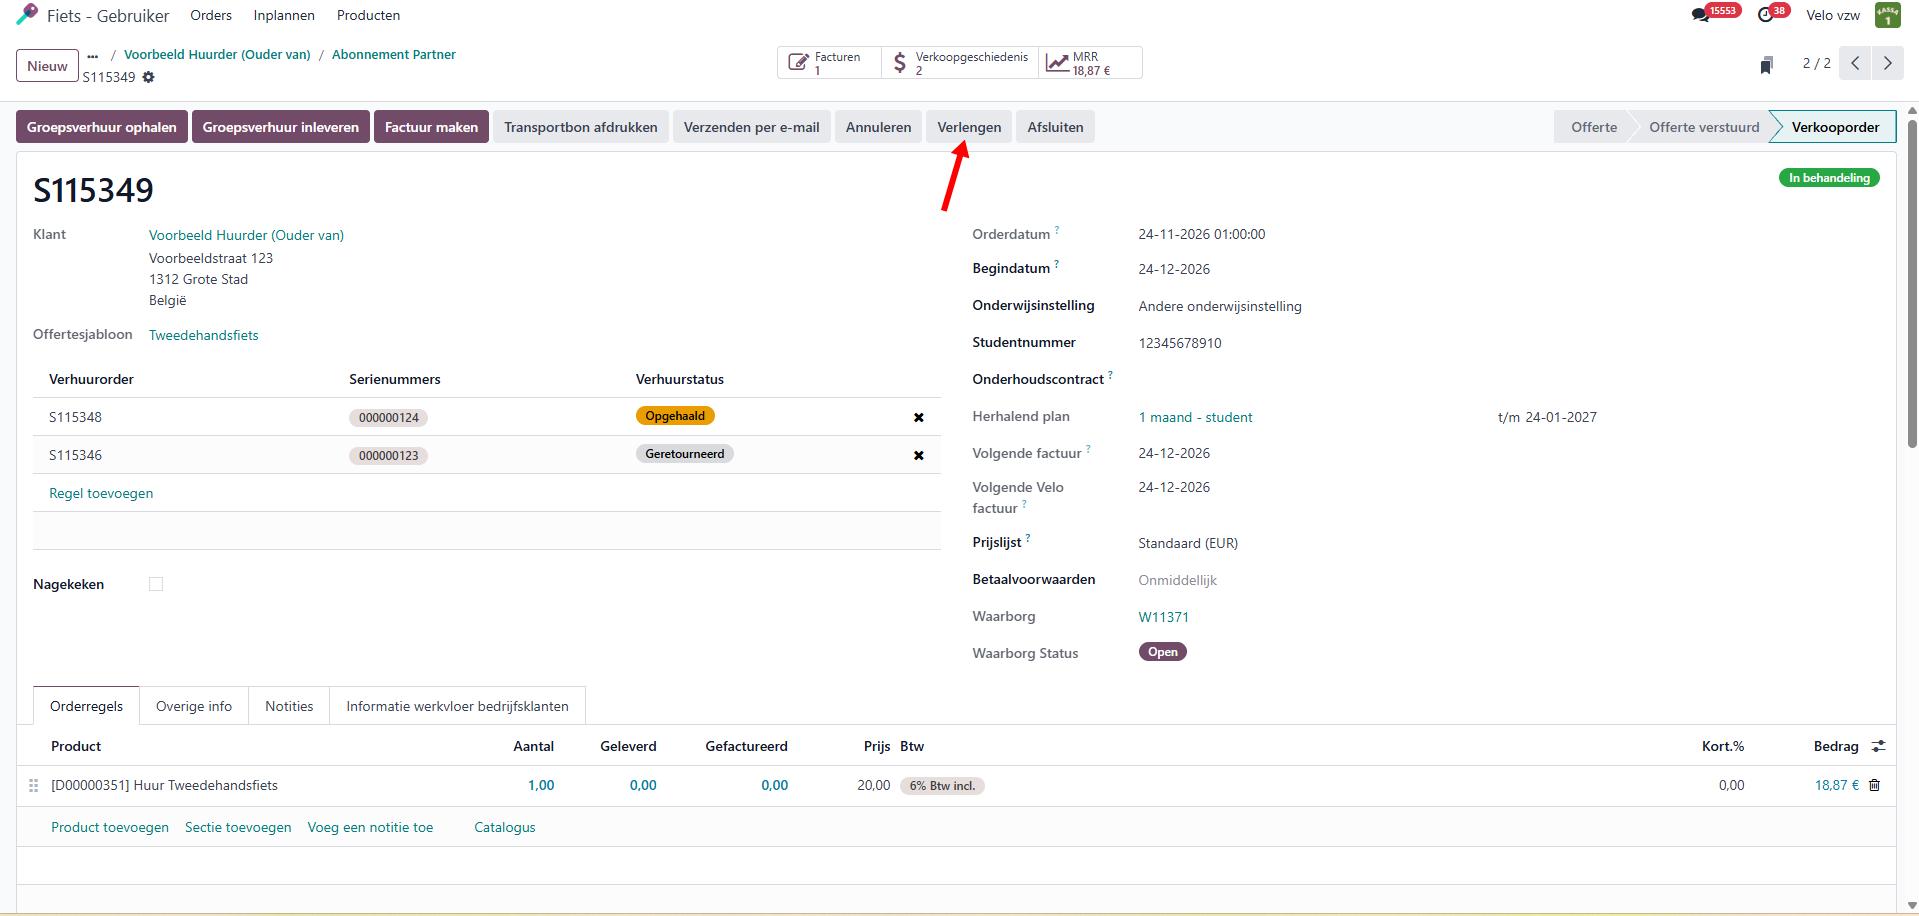 Fiets - Gebruiker Orders Inplannen Producten 15553 38 Velo vzw KASSA 1
Nieuw ... / Voorbeeld Huurder (Ouder van) / Abonnement Partner
S115349
Facturen 1 Verkoopgeschiedenis 2 MRR 18,87 €
2 / 2
Groepsverhuur ophalen Groepsverhuur inleveren Factuur maken Transportbon afdrukken Verzenden per e-mail Annuleren Verlengen Afsluiten Offerte Offerte verstuurd Verkooporder
In behandeling
S115349
Klant Voorbeeld Huurder (Ouder van)
Voorbeeldstraat 123
1312 Grote Stad
België
Offertesjabloon Tweedehandsfiets
Verhuurorder Serienummers Verhuurstatus
S115348 000000124 Opgehaald
S115346 000000123 Geretourneerd
Regel toevoegen
Nagekeken
Orderdatum ? 24-11-2026 01:00:00
Begindatum ? 24-12-2026
Onderwijsinstelling Andere onderwijsinstelling
Studentnummer 12345678910
Onderhoudscontract ?
Herhalend plan 1 maand - student t/m 24-01-2027
Volgende factuur ? 24-12-2026
Volgende Velo factuur ? 24-12-2026
Prijslijst ? Standaard (EUR)
Betaalvoorwaarden Onmiddellijk
Waarborg W11371
Waarborg Status Open
Orderregels Overige info Notities Informatie werkvloer bedrijfsklanten
Product Aantal Geleverd Gefactureerd Prijs Btw Kort.% Bedrag
[D00000351] Huur Tweedehandsfiets 1,00 0,00 0,00 20,00 6% Btw incl. 0,00 18,87 €
Product toevoegen Sectie toevoegen Voeg een notitie toe Catalogus